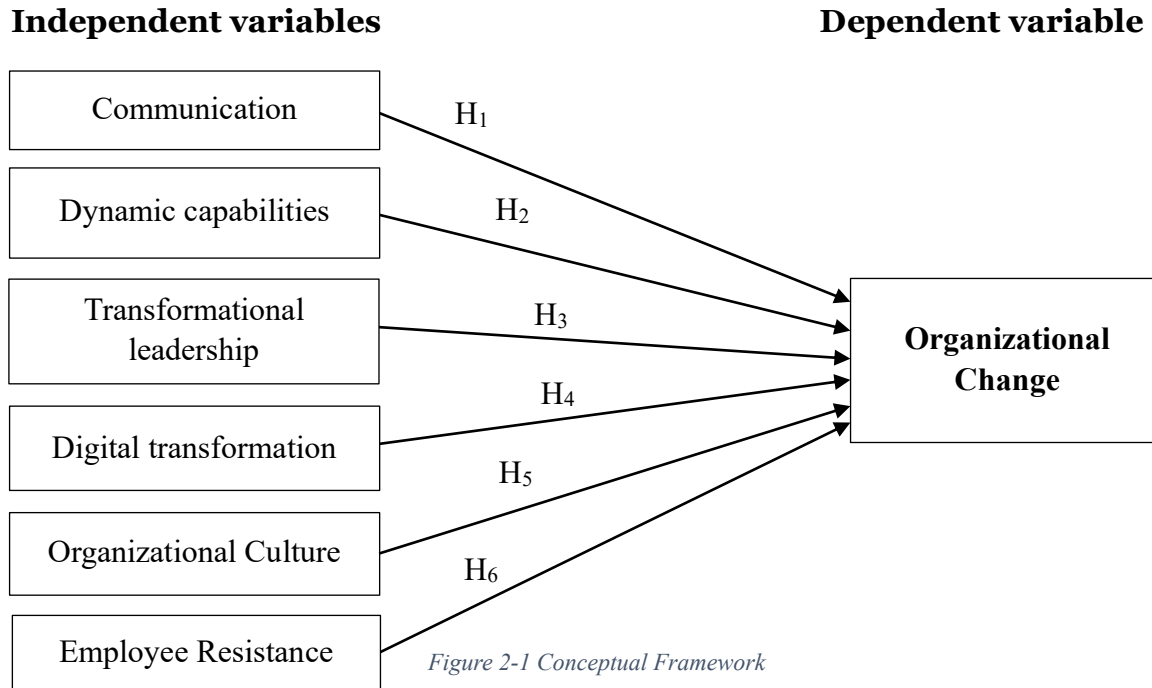 Independent variables
Dependent variable
Communication
H₁
Dynamic capabilities
H₂
Transformational
leadership
H₃
Organizational
Change
Digital transformation
H₄
Organizational Culture
H₅
Employee Resistance
H₆
Figure 2-1 Conceptual Framework